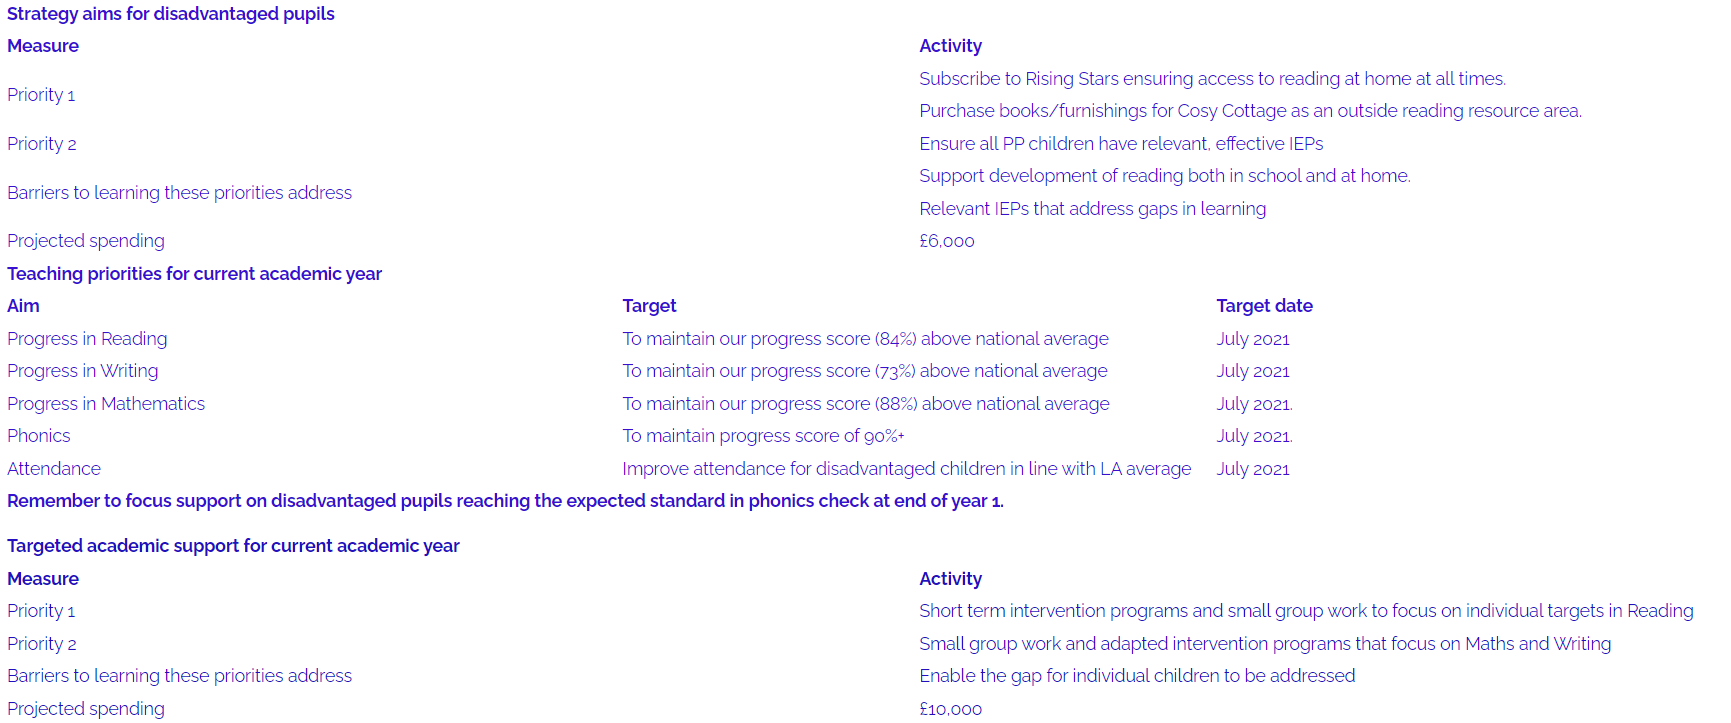 Strategy aims for disadvantaged pupils
Measure Activity
Priority 1 Subscribe to Rising Stars ensuring access to reading at home at all times.
Purchase books/furnishings for Cosy Cottage as an outside reading resource area.
Priority 2 Ensure all PP children have relevant, effective IEPs
Barriers to learning these priorities address Support development of reading both in school and at home.
Relevant IEPs that address gaps in learning
Projected spending £6,000
Teaching priorities for current academic year
Aim Target Target date
Progress in Reading To maintain our progress score (84%) above national average July 2021
Progress in Writing To maintain our progress score (73%) above national average July 2021
Progress in Mathematics To maintain our progress score (88%) above national average July 2021.
Phonics To maintain progress score of 90%+ July 2021.
Attendance Improve attendance for disadvantaged children in line with LA average July 2021
Remember to focus support on disadvantaged pupils reaching the expected standard in phonics check at end of year 1.
Targeted academic support for current academic year
Measure Activity
Priority 1 Short term intervention programs and small group work to focus on individual targets in Reading
Priority 2 Small group work and adapted intervention programs that focus on Maths and Writing
Barriers to learning these priorities address Enable the gap for individual children to be addressed
Projected spending £10,000